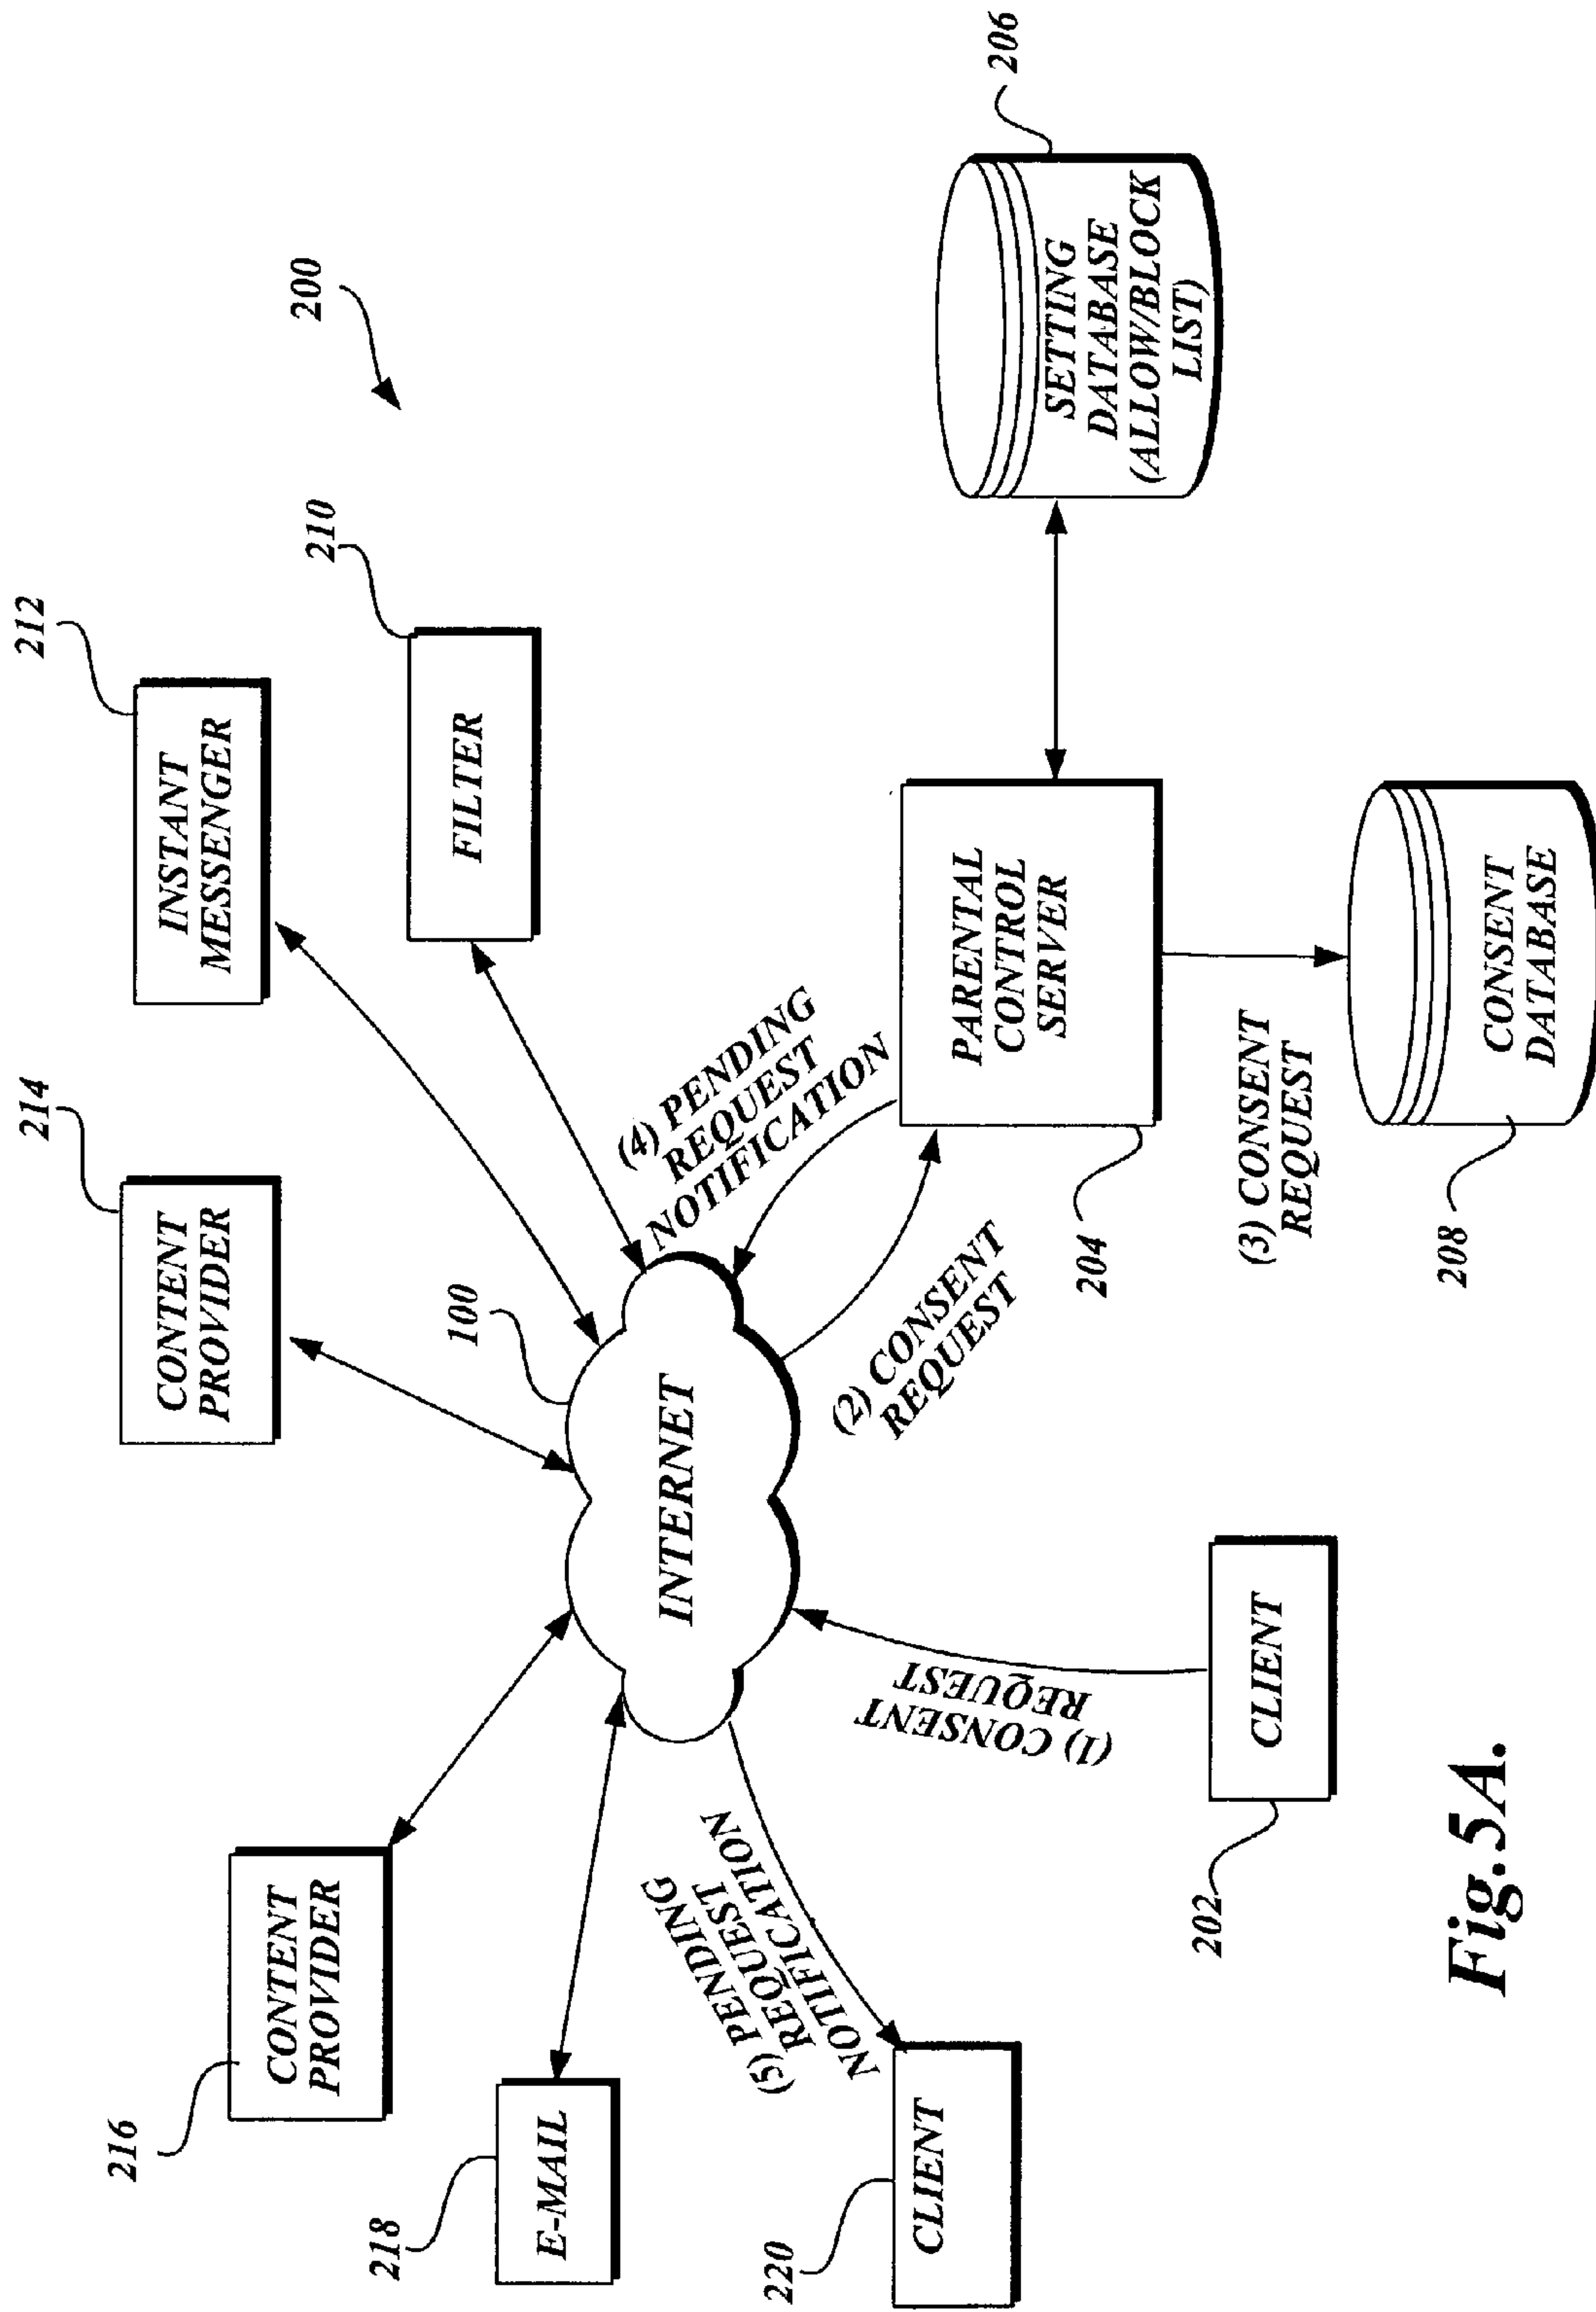 200
212
INSTANT
MESSENGER
210
FILTER
214
CONTENT
PROVIDER
216
CONTENT
PROVIDER
218
E-MAIL
220
CLIENT
100
INTERNET
(4) PENDING
REQUEST
NOTIFICATION
(5) PENDING
REQUEST
NOTIFICATION
(1) CONSENT
REQUEST
(2) CONSENT
REQUEST
202
CLIENT
204
PARENTAL
CONTROL
SERVER
206
SETTING
DATABASE
(ALLOW/BLOCK
LIST)
(3) CONSENT
REQUEST
208
CONSENT
DATABASE
Fig.5A.